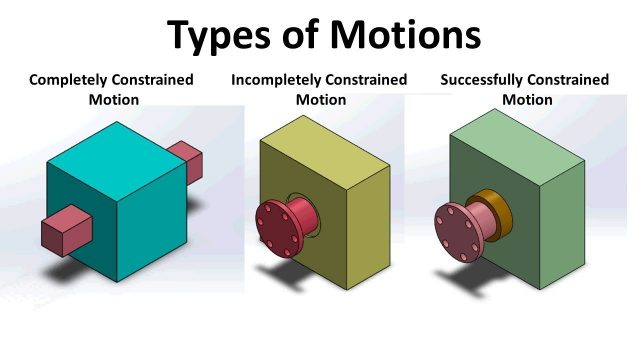 Types of Motions
Completely Constrained
Motion
Incompletely Constrained
Motion
Successfully Constrained
Motion